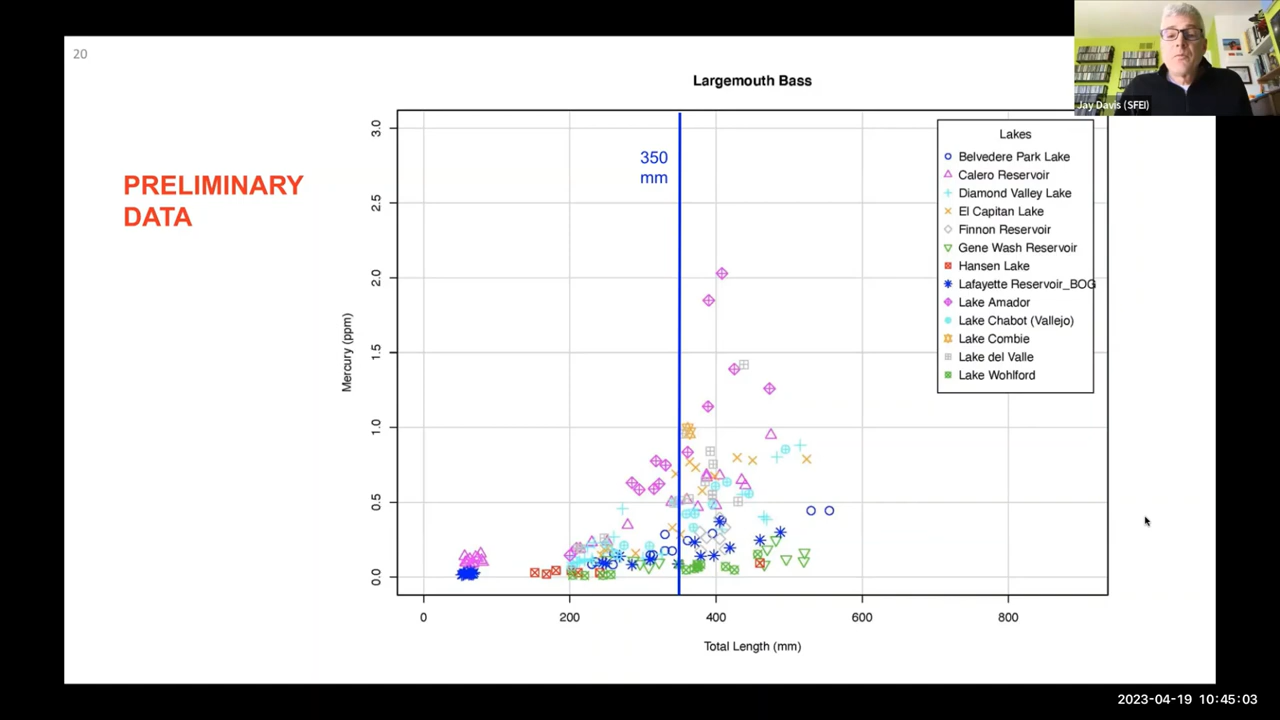 20
Largemouth Bass
Jay Davis (SFEI)
PRELIMINARY
DATA
350
mm
Lakes
Belvedere Park Lake
Calero Reservoir
Diamond Valley Lake
El Capitan Lake
Finnon Reservoir
Gene Wash Reservoir
Hansen Lake
Lafayette Reservoir_BOG
Lake Amador
Lake Chabot (Vallejo)
Lake Combie
Lake del Valle
Lake Wohlford
Mercury (ppm)
3.0
2.5
2.0
1.5
1.0
0.5
0.0
0 200 400 600 800
Total Length (mm)
2023-04-19 10:45:03